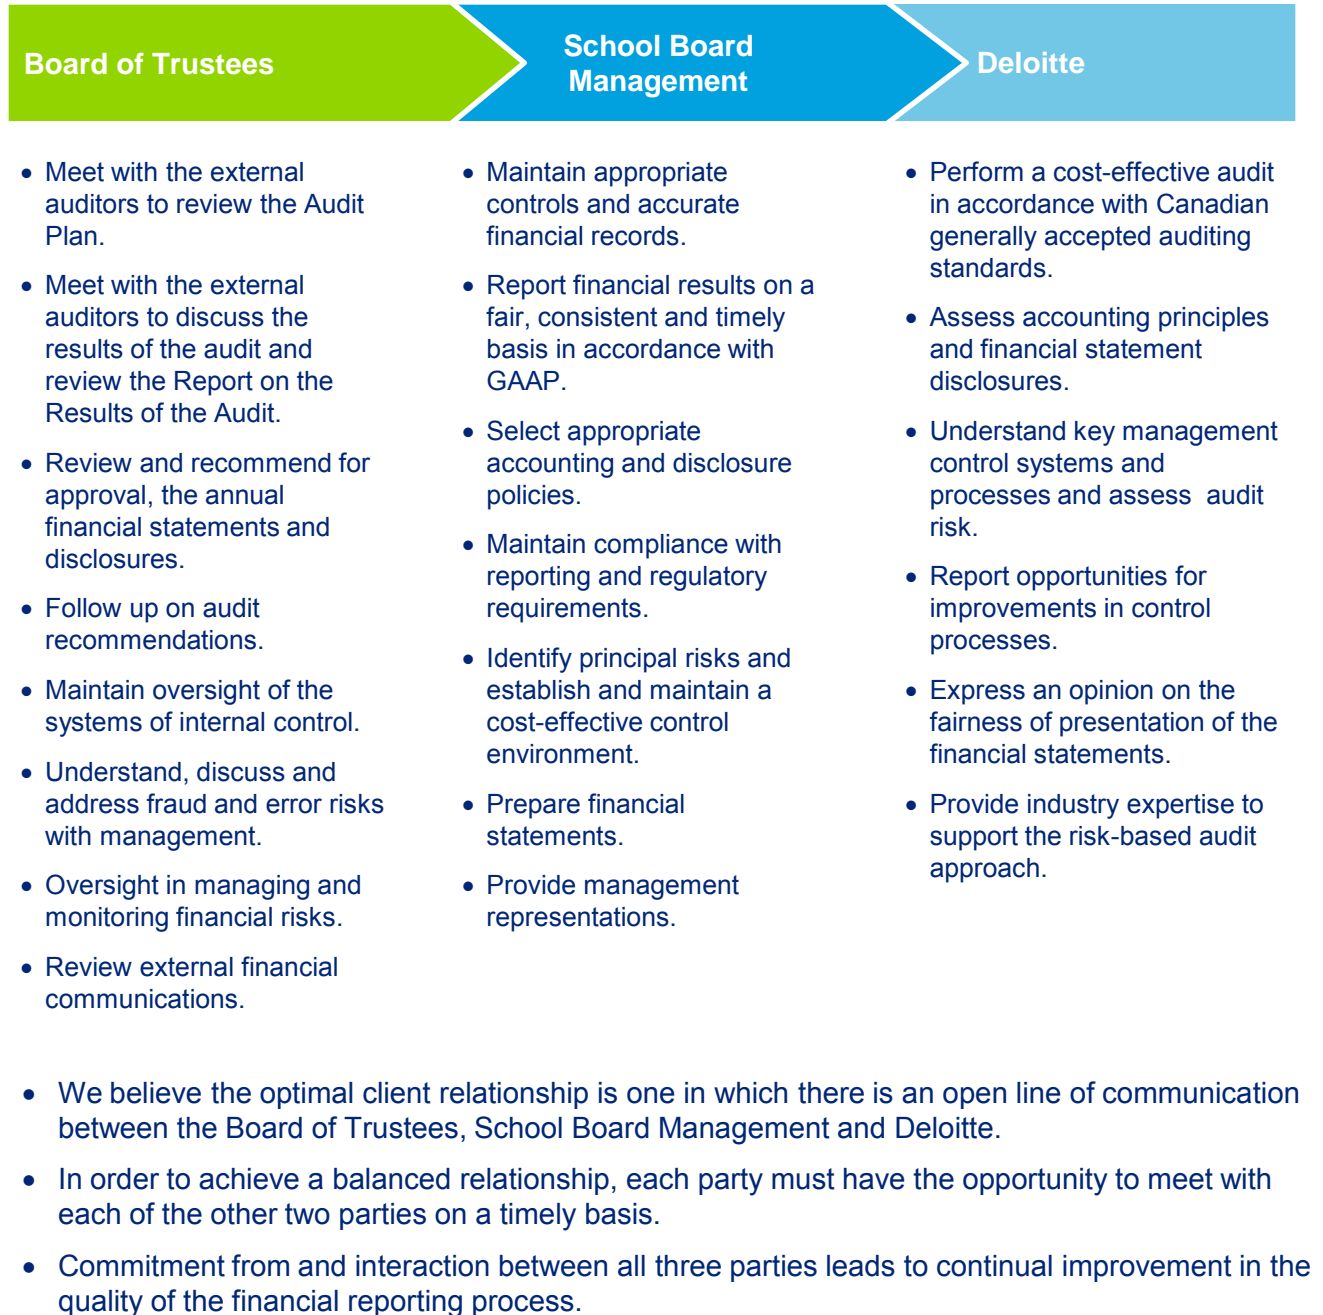 Board of Trustees
School Board
Management
Deloitte
• Meet with the external
auditors to review the Audit
Plan.
• Meet with the external
auditors to discuss the
results of the audit and
review the Report on the
Results of the Audit.
• Review and recommend for
approval, the annual
financial statements and
disclosures.
• Follow up on audit
recommendations.
• Maintain oversight of the
systems of internal control.
• Understand, discuss and
address fraud and error risks
with management.
• Oversight in managing and
monitoring financial risks.
• Review external financial
communications.
• Maintain appropriate
controls and accurate
financial records.
• Report financial results on a
fair, consistent and timely
basis in accordance with
GAAP.
• Select appropriate
accounting and disclosure
policies.
• Maintain compliance with
reporting and regulatory
requirements.
• Identify principal risks and
establish and maintain a
cost-effective control
environment.
• Prepare financial
statements.
• Provide management
representations.
• Perform a cost-effective audit
in accordance with Canadian
generally accepted auditing
standards.
• Assess accounting principles
and financial statement
disclosures.
• Understand key management
control systems and
processes and assess  audit
risk.
• Report opportunities for
improvements in control
processes.
• Express an opinion on the
fairness of presentation of the
financial statements.
• Provide industry expertise to
support the risk-based audit
approach.
• We believe the optimal client relationship is one in which there is an open line of communication
between the Board of Trustees, School Board Management and Deloitte.
• In order to achieve a balanced relationship, each party must have the opportunity to meet with
each of the other two parties on a timely basis.
• Commitment from and interaction between all three parties leads to continual improvement in the
quality of the financial reporting process.